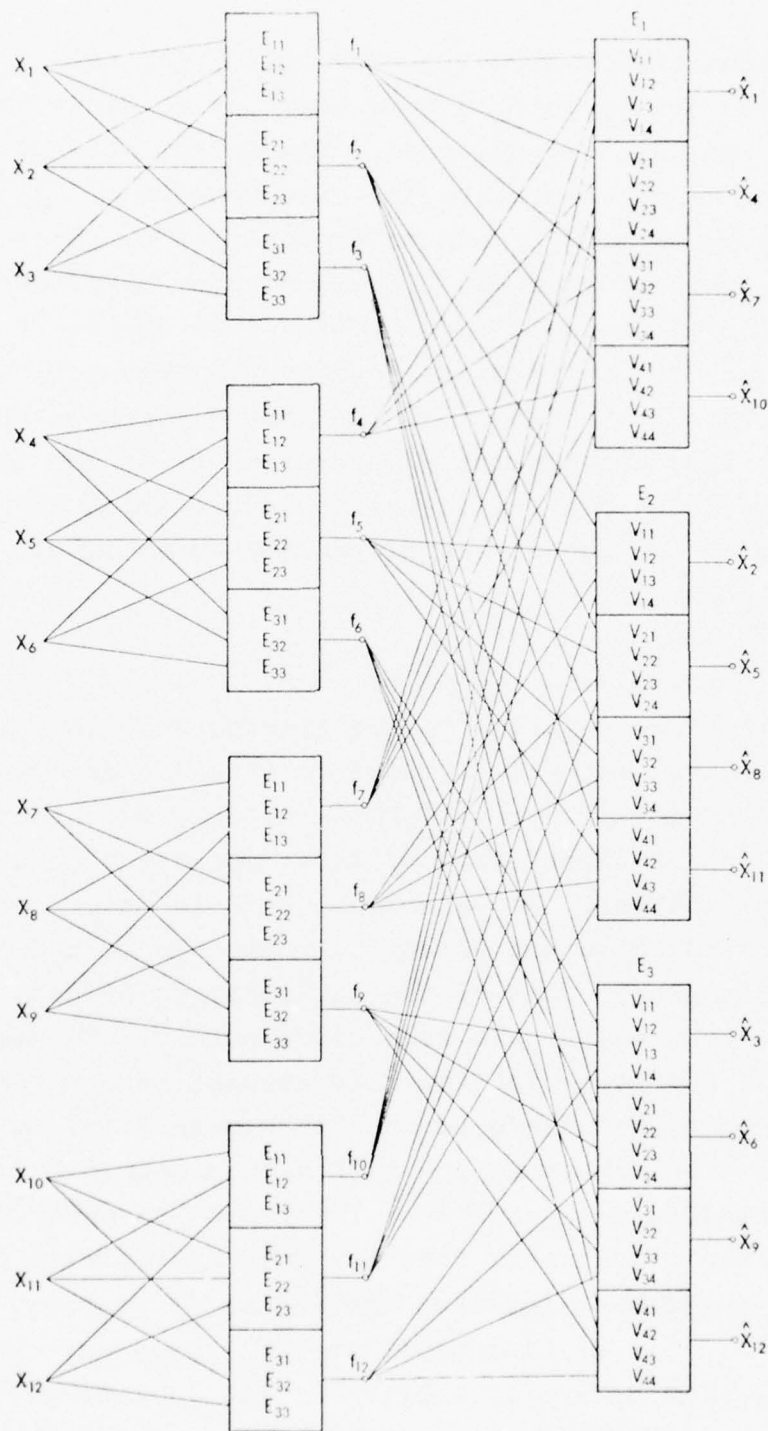 X₁
X₂
X₃
E₁₁
E₁₂
E₁₃
E₂₁
E₂₂
E₂₃
E₃₁
E₃₂
E₃₃
f₁
f₂
f₃
X₄
X₅
X₆
E₁₁
E₁₂
E₁₃
E₂₁
E₂₂
E₂₃
E₃₁
E₃₂
E₃₃
f₄
f₅
f₆
X₇
X₈
X₉
E₁₁
E₁₂
E₁₃
E₂₁
E₂₂
E₂₃
E₃₁
E₃₂
E₃₃
f₇
f₈
f₉
X₁₀
X₁₁
X₁₂
E₁₁
E₁₂
E₁₃
E₂₁
E₂₂
E₂₃
E₃₁
E₃₂
E₃₃
f₁₀
f₁₁
f₁₂
E₁
V₁₁
V₁₂
V₁₃
V₁₄
V₂₁
V₂₂
V₂₃
V₂₄
V₃₁
V₃₂
V₃₃
V₃₄
V₄₁
V₄₂
V₄₃
V₄₄
X̂₁
X̂₄
X̂₇
X̂₁₀
E₂
V₁₁
V₁₂
V₁₃
V₁₄
V₂₁
V₂₂
V₂₃
V₂₄
V₃₁
V₃₂
V₃₃
V₃₄
V₄₁
V₄₂
V₄₃
V₄₄
X̂₂
X̂₅
X̂₈
X̂₁₁
E₃
V₁₁
V₁₂
V₁₃
V₁₄
V₂₁
V₂₂
V₂₃
V₂₄
V₃₁
V₃₂
V₃₃
V₃₄
V₄₁
V₄₂
V₄₃
V₄₄
X̂₃
X̂₆
X̂₉
X̂₁₂